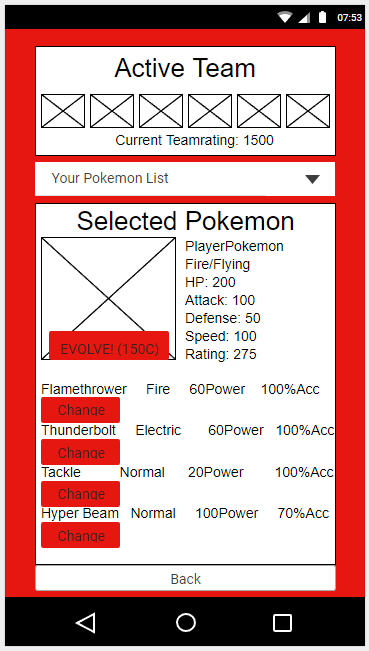 07:53
Active Team
Current Teamrating: 1500
Your Pokemon List
Selected Pokemon
PlayerPokemon
Fire/Flying
HP: 200
Attack: 100
Defense: 50
Speed: 100
Rating: 275
EVOLVE! (150C)
Flamethrower Fire 60Power 100%Acc
Change
Thunderbolt Electric 60Power 100%Acc
Change
Tackle Normal 20Power 100%Acc
Change
Hyper Beam Normal 100Power 70%Acc
Change
Back